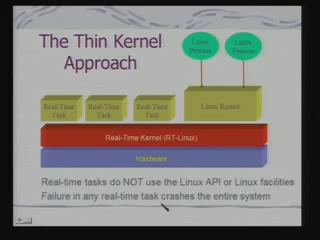 The Thin Kernel
Approach
Linux
Process
Linux
Process
Real-Time
Task
Real-Time
Task
Real-Time
Task
Linux Kernel
Real-Time Kernel (RT-Linux)
Hardware
Real-time tasks do NOT use the Linux API or Linux facilities
Failure in any real-time task crashes the entire system